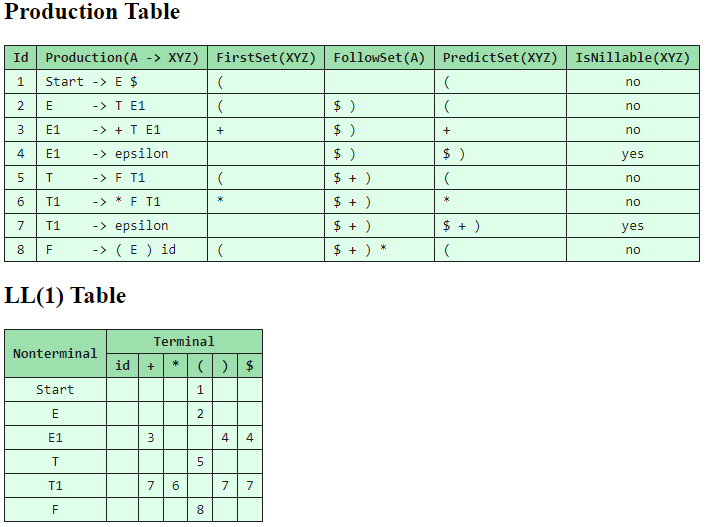 Production Table
Id Production(A -> XYZ) FirstSet(XYZ) FollowSet(A) PredictSet(XYZ) IsNillable(XYZ)
1 Start -> E $ ( ( no
2 E -> T E1 ( $ ) ( no
3 E1 -> + T E1 + $ ) + no
4 E1 -> epsilon $ ) $ ) yes
5 T -> F T1 ( $ + ) ( no
6 T1 -> * F T1 * $ + ) * no
7 T1 -> epsilon $ + ) $ + ) yes
8 F -> ( E ) id ( $ + ) * ( no
LL(1) Table
Nonterminal Terminal
id + * ( ) $
Start 1
E 2
E1 3 4 4
T 5
T1 7 6 7 7
F 8